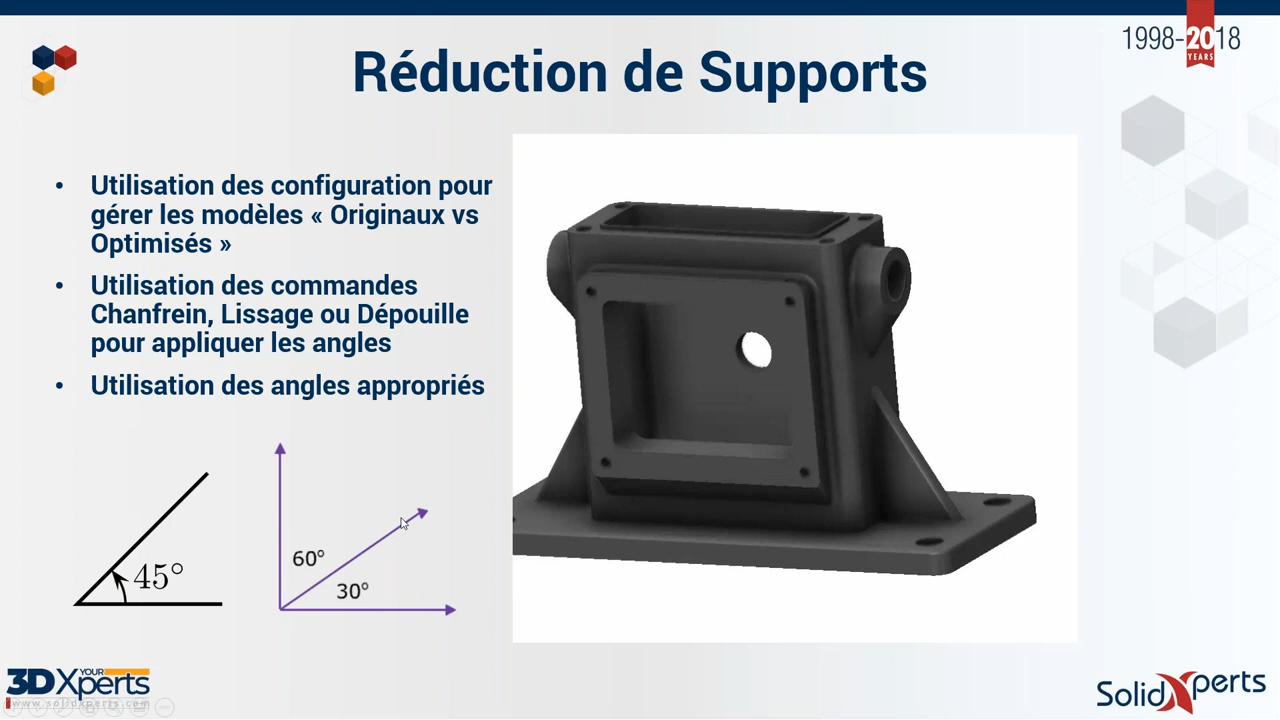 1998-2018
YEARS
Réduction de Supports
• Utilisation des configuration pour
gérer les modèles « Originaux vs
Optimisés »
• Utilisation des commandes
Chanfrein, Lissage ou Dépouille
pour appliquer les angles
• Utilisation des angles appropriés
45°
60º
30º
YOUR
3DXperts
www.solidxperts.com
SolidXperts